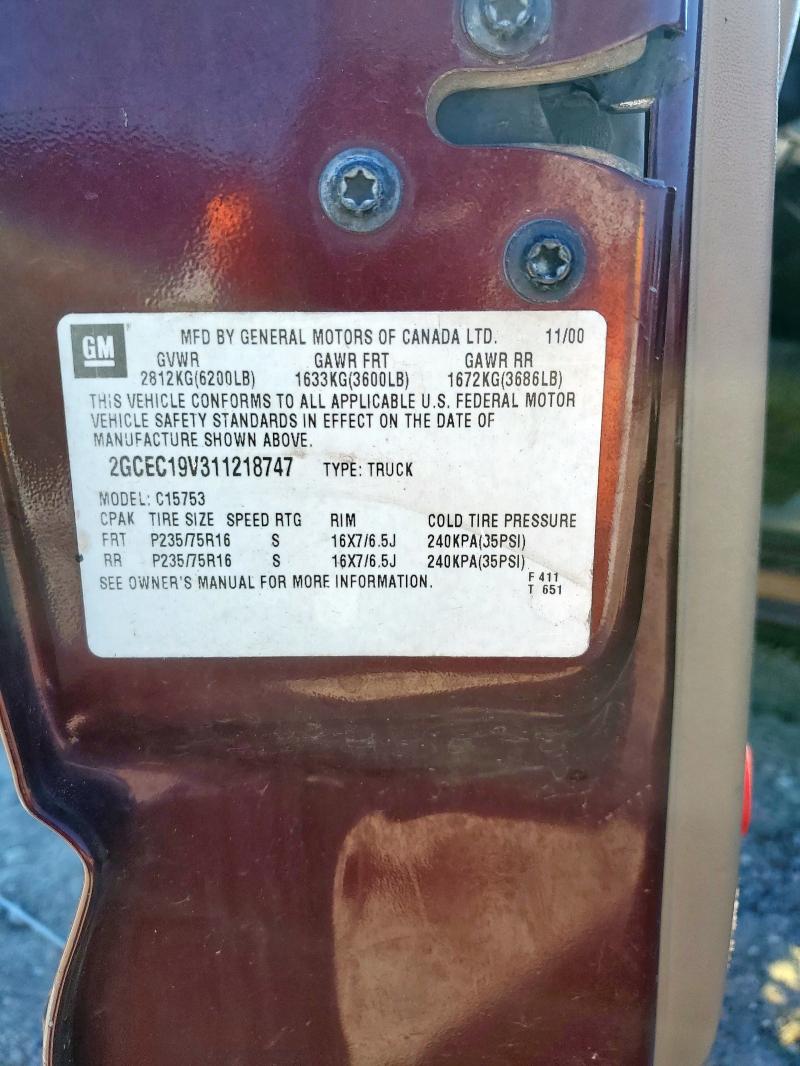 GM MFD BY GENERAL MOTORS OF CANADA LTD. 11/00
GVWR GAWR FRT GAWR RR
2812KG(6200LB) 1633KG(3600LB) 1672KG(3686LB)
THIS VEHICLE CONFORMS TO ALL APPLICABLE U.S. FEDERAL MOTOR
VEHICLE SAFETY STANDARDS IN EFFECT ON THE DATE OF
MANUFACTURE SHOWN ABOVE.
2GCEC19V311218747 TYPE: TRUCK
MODEL: C15753
CPAK TIRE SIZE SPEED RTG RIM COLD TIRE PRESSURE
FRT P235/75R16 S 16X7/6.5J 240KPA(35PSI)
RR P235/75R16 S 16X7/6.5J 240KPA(35PSI)
SEE OWNER'S MANUAL FOR MORE INFORMATION. F 411
T 651